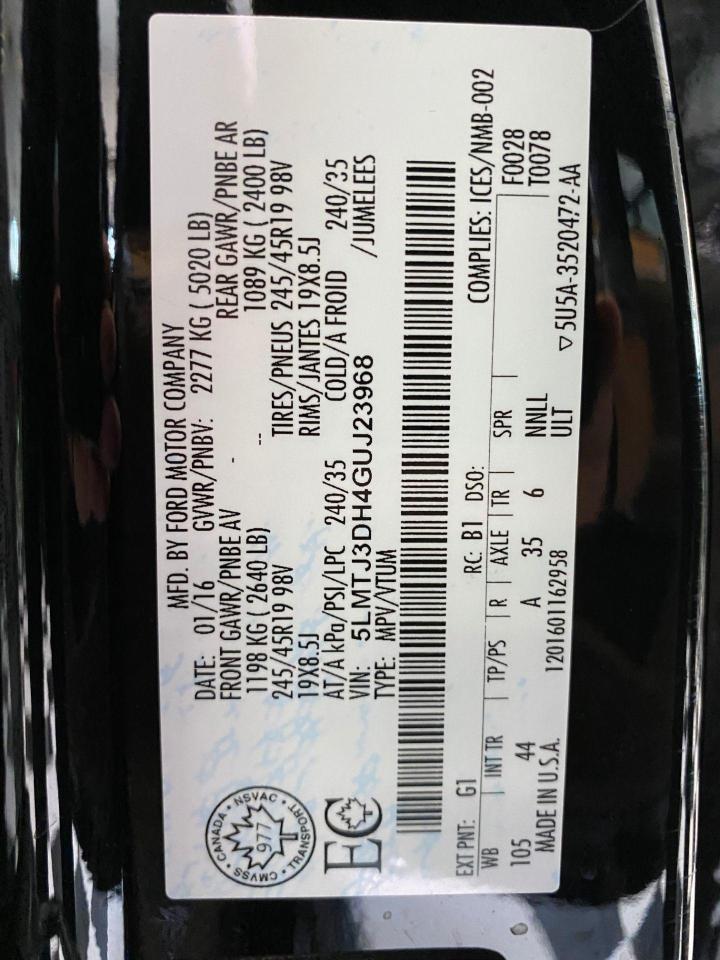 MFD. BY FORD MOTOR COMPANY
DATE: 01/16 GVWR/PNBV: 2277 KG ( 5020 LB)
FRONT GAWR/PNBE AV - REAR GAWR/PNBE AR
1198 KG ( 2640 LB) -- 1089 KG ( 2400 LB)
245/45R19 98V TIRES/PNEUS 245/45R19 98V
19X8.5J RIMS/JANTES 19X8.5J
AT/A kPa/PSI/LPC 240/35 COLD/A FROID 240/35
VIN: 5LMTJ3DH4GUJ23968 /JUMELEES
TYPE: MPV/VTUM
CANADA • NSVAC • TRANSPORT • CMVSS •
977
EC
EXT PNT: G1 RC: B1 DSO: COMPLIES: ICES/NMB-002
WB INT TR TP/PS R AXLE TR SPR F0028
105 44 A 35 6 NNLL T0078
ULT
MADE IN U.S.A. 1201601162958 ▽5U5A-3520472-AA